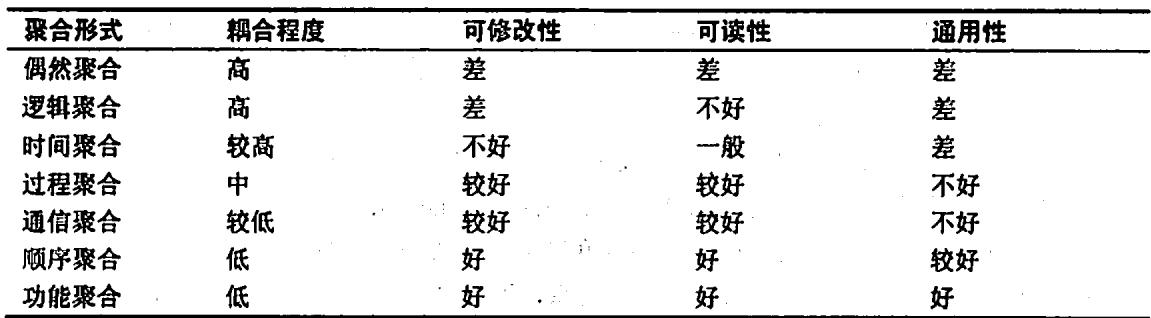 聚合形式 耦合程度 可修改性 可读性 通用性
偶然聚合 高 差 差 差
逻辑聚合 高 差 不好 差
时间聚合 较高 不好 一般 差
过程聚合 中 较好 较好 不好
通信聚合 较低 较好 较好 不好
顺序聚合 低 好 好 较好
功能聚合 低 好 好 好